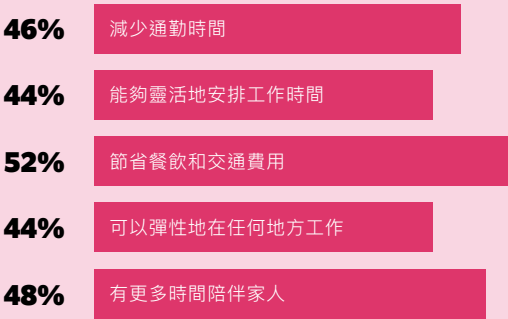 46% 減少通勤時間
44% 能夠靈活地安排工作時間
52% 節省餐飲和交通費用
44% 可以彈性地在任何地方工作
48% 有更多時間陪伴家人